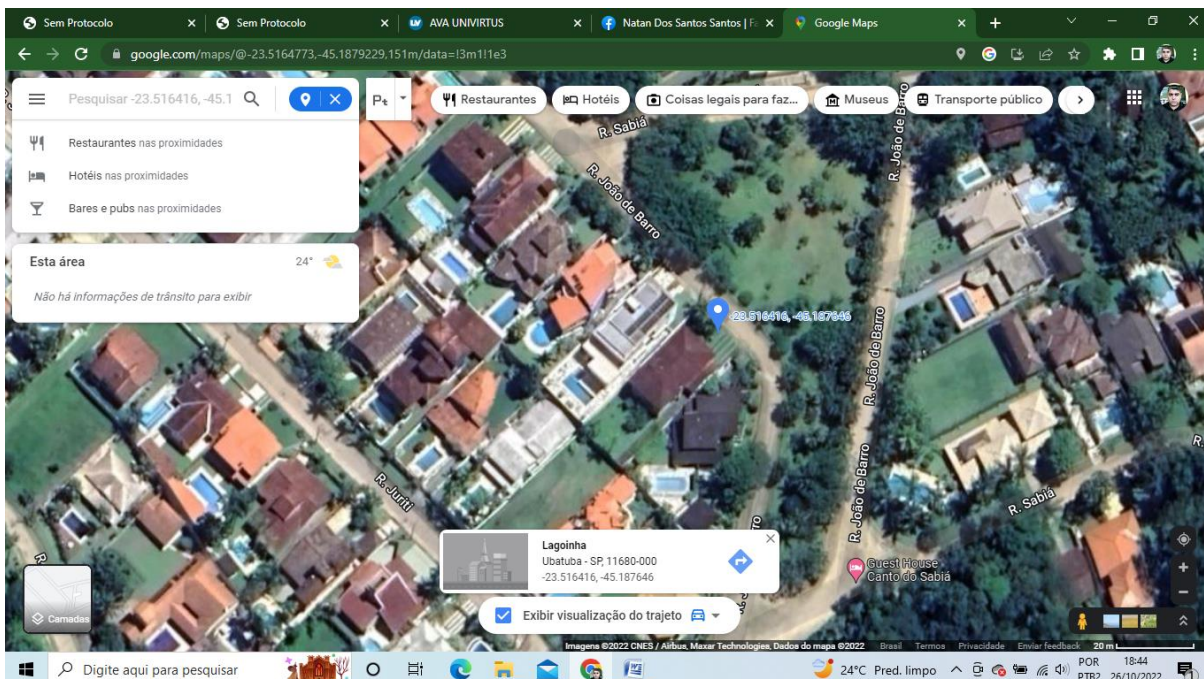 Sem Protocolo
Sem Protocolo
AVA UNIVIRTUS
Natan Dos Santos Santos | Fa
Google Maps
google.com/maps/@-23.5164773,-45.1879229,151m/data=!3m1!1e3
Pesquisar -23.516416, -45.1
Restaurantes
Hotéis
Coisas legais para faz...
Museus
Transporte público
Restaurantes nas proximidades
Hotéis nas proximidades
Bares e pubs nas proximidades
Esta área
24°
Não há informações de trânsito para exibir
R. Sabiá
R. João de Barro
R. João de Barro
-23.516416, -45.187646
R. João de Barro
R. João de Barro
R. Juriti
R. Sabiá
Guest House
Canto do Sabiá
Lagoinha
Ubatuba - SP, 11680-000
-23.516416, -45.187646
Exibir visualização do trajeto
Camadas
Imagens ©2022 CNES / Airbus, Maxar Technologies, Dados do mapa ©2022
Brasil
Termos
Privacidade
Enviar feedback
20 m
Digite aqui para pesquisar
24°C Pred. limpo
POR
PTB2
18:44
26/10/2022